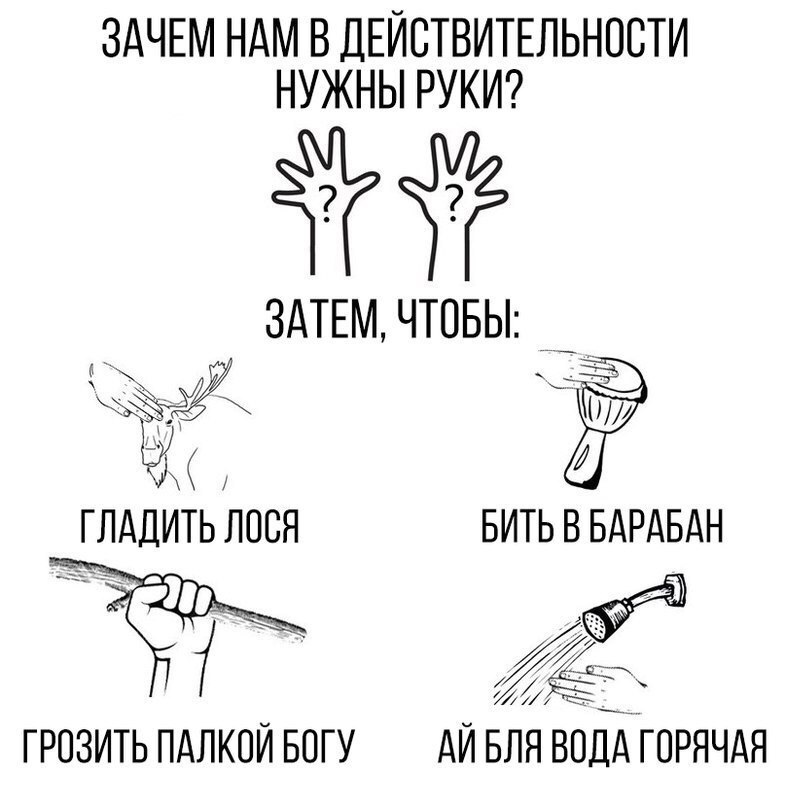 ЗАЧЕМ НАМ В ДЕЙСТВИТЕЛЬНОСТИ
НУЖНЫ РУКИ?
? ?
ЗАТЕМ, ЧТОБЫ:
ГЛАДИТЬ ЛОСЯ
БИТЬ В БАРАБАН
ГРОЗИТЬ ПАЛКОЙ БОГУ
АЙ БЛЯ ВОДА ГОРЯЧАЯ